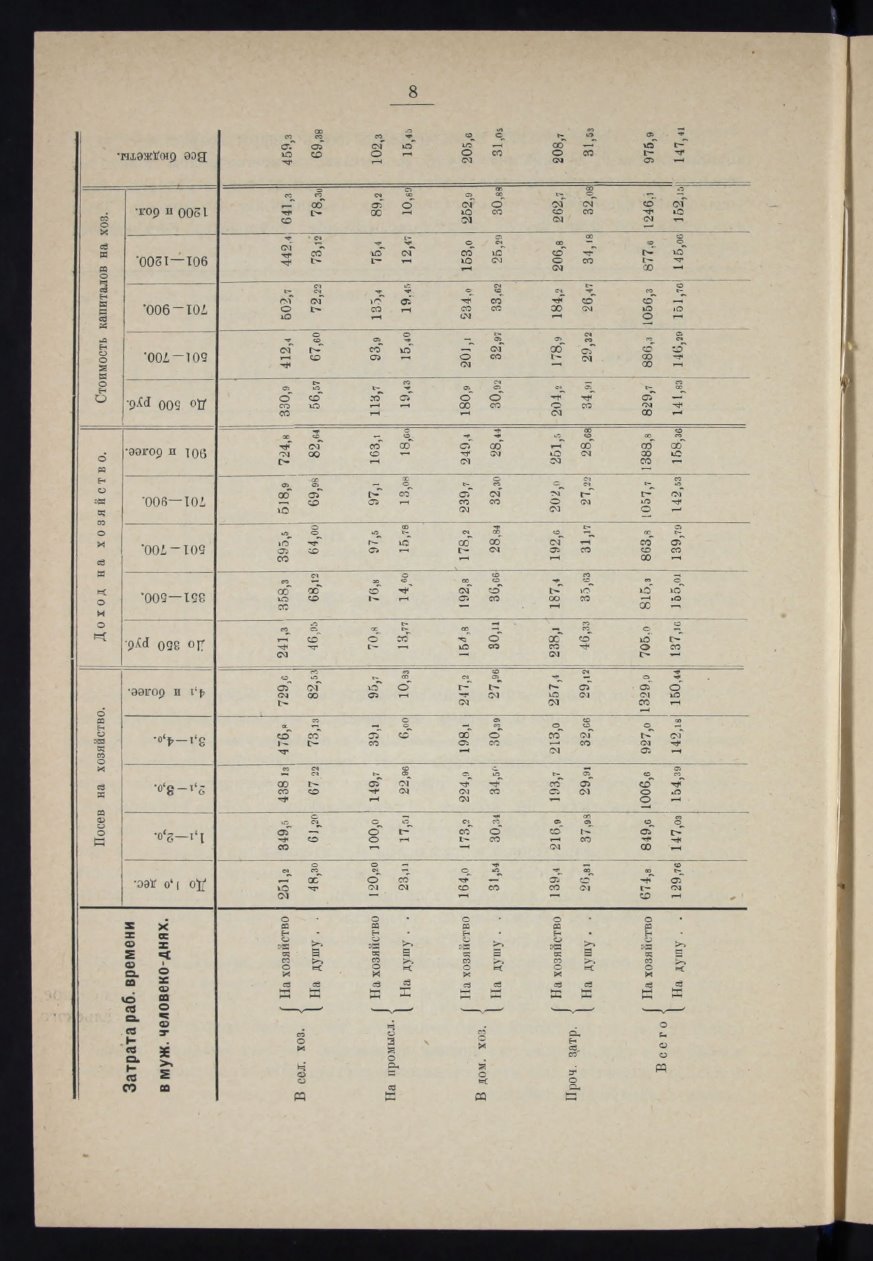 8
Затрата раб. времени
в муж. человеко-днях.
Посев на хозяйство.
До 1,0 дес.
1,1—2,0.
2,1—3,0.
3,1—4,0.
4,1 и более.
Доход на хозяйство.
До 350 руб.
351—500.
501—700.
701—900.
901 и более.
Стоимость капиталов на хоз.
До 500 руб.
501—700.
701—900.
901—1200.
1200 и бол.
Все бюджеты.
В сел. хоз.
На хозяйство 251,2 349,5 438 13 476,8 729,6 241,3 358,3 395,5 518,9 724,8 330,9 412,4 502,7 442,4 641,3 459,3
На душу . . 48,30 61,20 67 22 73,13 82,53 46,95 68,12 64,00 69,98 82,64 56,57 67,60 72,22 73,12 78,30 69,38
На промысл.
На хозяйство 120,20 100,0 149,7 39,1 95,7 70,8 76,8 97,5 97,1 163,1 113,7 93,9 135,4 75,4 89,2 102,3
На душу . . 23,11 17,51 22,96 6,00 10,83 13,77 14,60 15,78 13,08 18,60 19,43 15,40 19,45 12,47 10,89 15,45
В дом. хоз.
На хозяйство 164,0 173,2 224,9 198,1 247,2 154,8 192,8 178,2 239,7 249,4 180,9 201,1 234,0 153,0 252,9 205,6
На душу . . 31,54 30,34 34,50 30,39 27,96 30,11 36,66 28,84 32,30 28,44 30,92 32,97 33,62 25,29 30,88 31,05
Проч. затр.
На хозяйство 139,4 216,9 193,7 213,0 257,4 238,1 187,4 192,6 202,0 251,5 204,2 178,9 184,2 206,8 262,7 208,7
На душу . . 26,81 37,98 29,91 32,66 29,12 46,33 35,63 31,17 27,22 28,68 34,91 29,32 26,47 34,18 32,08 31,53
Всего
На хозяйство 674,8 849,6 1006,6 927,0 1329,9 705,0 815,3 863,8 1057,7 1388,8 829,7 886,3 1056,3 877,6 1246,1 975,9
На душу . . 129,76 147,03 154,39 142,18 150,44 137,16 155,01 139,79 142,53 158,36 141,83 146,29 151,76 145,06 152,15 147,41